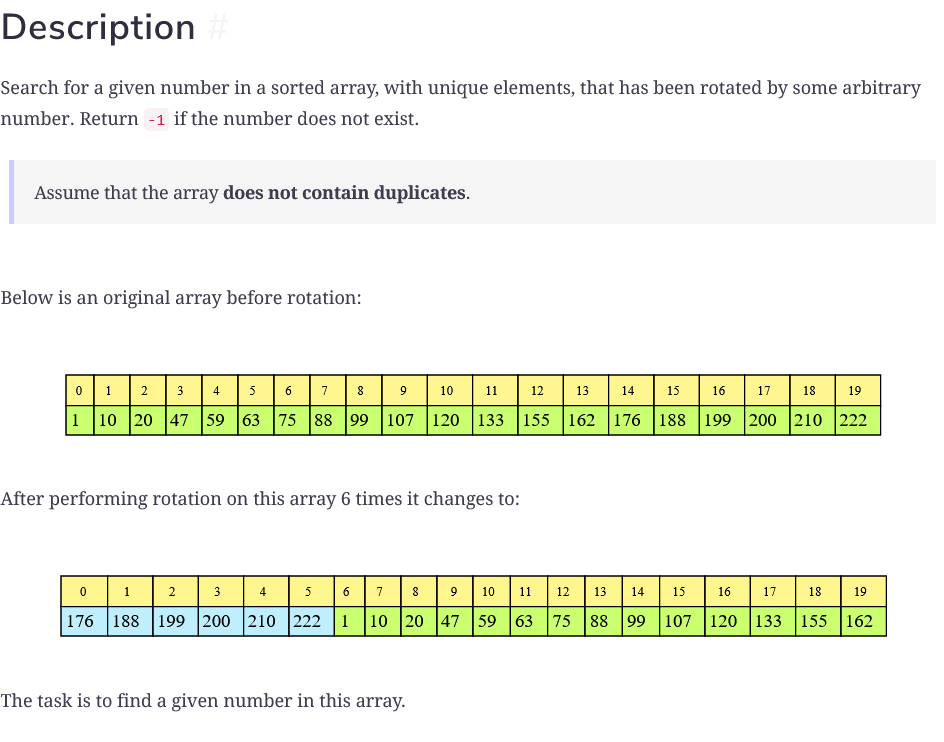 Description #
Search for a given number in a sorted array, with unique elements, that has been rotated by some arbitrary
number. Return -1 if the number does not exist.
Assume that the array does not contain duplicates.
Below is an original array before rotation:
0 1 2 3 4 5 6 7 8 9 10 11 12 13 14 15 16 17 18 19
1 10 20 47 59 63 75 88 99 107 120 133 155 162 176 188 199 200 210 222
After performing rotation on this array 6 times it changes to:
0 1 2 3 4 5 6 7 8 9 10 11 12 13 14 15 16 17 18 19
176 188 199 200 210 222 1 10 20 47 59 63 75 88 99 107 120 133 155 162
The task is to find a given number in this array.